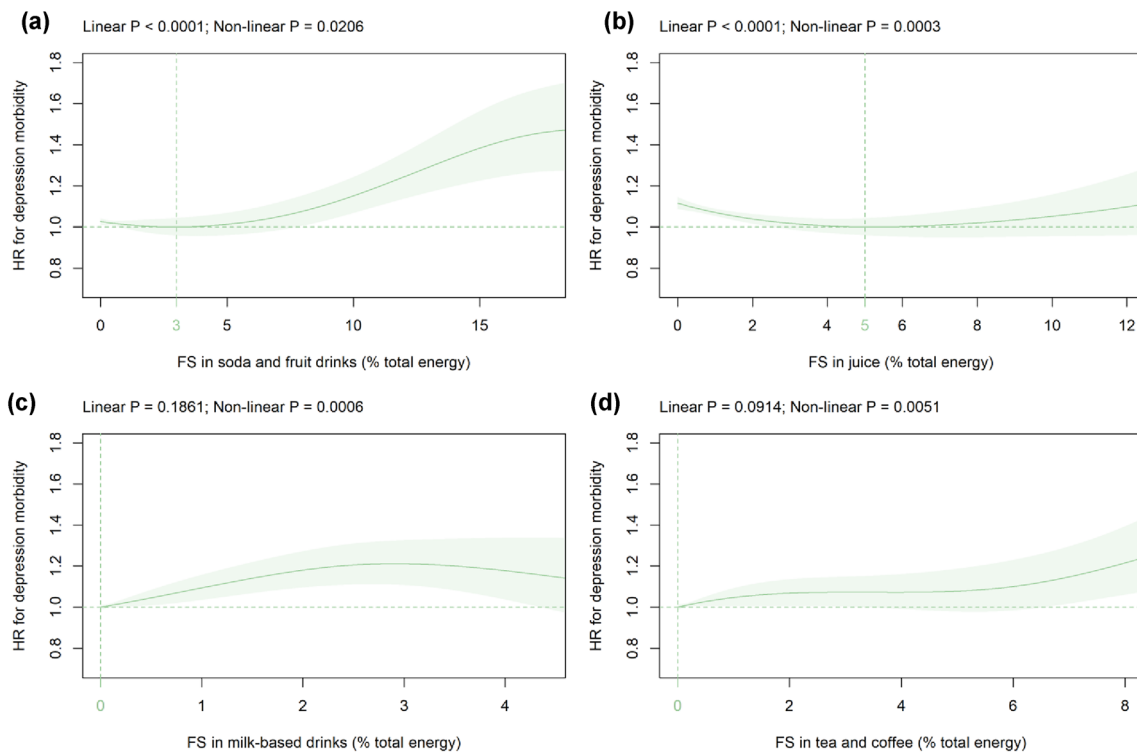 (a)
Linear P < 0.0001; Non-linear P = 0.0206
HR for depression morbidity
1.8
1.6
1.4
1.2
1.0
0.8
0
3
5
10
15
FS in soda and fruit drinks (% total energy)
(b)
Linear P < 0.0001; Non-linear P = 0.0003
HR for depression morbidity
1.8
1.6
1.4
1.2
1.0
0.8
0
2
4
5
6
8
10
12
FS in juice (% total energy)
(c)
Linear P = 0.1861; Non-linear P = 0.0006
HR for depression morbidity
1.8
1.6
1.4
1.2
1.0
0.8
0
1
2
3
4
FS in milk-based drinks (% total energy)
(d)
Linear P = 0.0914; Non-linear P = 0.0051
HR for depression morbidity
1.8
1.6
1.4
1.2
1.0
0.8
0
2
4
6
8
FS in tea and coffee (% total energy)